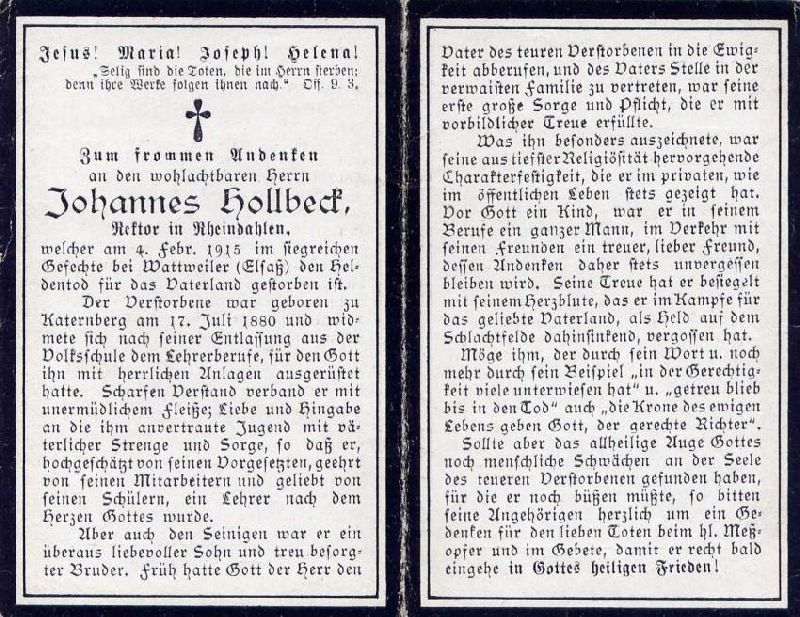 Jesus! Maria! Joseph! Helena!
„Selig sind die Toten, die im Herrn sterben;
denn ihre Werke folgen ihnen nach.“ Off. 9. 3.
Zum frommen Andenken
an den wohlachtbaren Herrn
Johannes Hollbeck,
Rektor in Rheindahlen,
welcher am 4. Febr. 1915 im siegreichen
Gefechte bei Wattweiler (Elsaß) den Hel-
dentod für das Vaterland gestorben ist.
Der Verstorbene war geboren zu
Katernberg am 17. Juli 1880 und wid-
mete sich nach seiner Entlassung aus der
Volksschule dem Lehrerberufe, für den Gott
ihn mit herrlichen Anlagen ausgerüstet
hatte. Scharfen Verstand verband er mit
unermüdlichem Fleiße; Liebe und Hingabe
an die ihm anvertraute Jugend mit vä-
terlicher Strenge und Sorge, so daß er,
hochgeschätzt von seinen Vorgesetzten, geehrt
von seinen Mitarbeitern und geliebt von
seinen Schülern, ein Lehrer nach dem
Herzen Gottes wurde.
Aber auch den Seinigen war er ein
überaus liebevoller Sohn und treu besorg-
ter Bruder. Früh hatte Gott der Herr den
Vater des teuren Verstorbenen in die Ewig-
keit abberufen, und des Vaters Stelle in der
verwaisten Familie zu vertreten, war seine
erste große Sorge und Pflicht, die er mit
vorbildlicher Treue erfüllte.
Was ihn besonders auszeichnete, war
seine aus tiefster Religiösität hervorgehende
Charakterfestigkeit, die er im privaten, wie
im öffentlichen Leben stets gezeigt hat.
Vor Gott ein Kind, war er in seinem
Berufe ein ganzer Mann, im Verkehr mit
seinen Freunden ein treuer, lieber Freund,
dessen Andenken daher stets unvergessen
bleiben wird. Seine Treue hat er besiegelt
mit seinem Herzblute, das er im Kampfe für
das geliebte Vaterland, als Held auf dem
Schlachtfelde dahinsinkend, vergossen hat.
Möge ihm, der durch sein Wort u. noch
mehr durch sein Beispiel „in der Gerechtig-
keit viele unterwiesen hat“ u. „getreu blieb
bis in den Tod“ auch „die Krone des ewigen
Lebens geben Gott, der gerechte Richter“.
Sollte aber das allheilige Auge Gottes
noch menschliche Schwächen an der Seele
des teueren Verstorbenen gefunden haben,
für die er noch büßen müßte, so bitten
seine Angehörigen herzlich um ein Ge-
denken für den lieben Toten beim hl. Meß-
opfer und im Gebete, damit er recht bald
eingehe in Gottes heiligen Frieden!